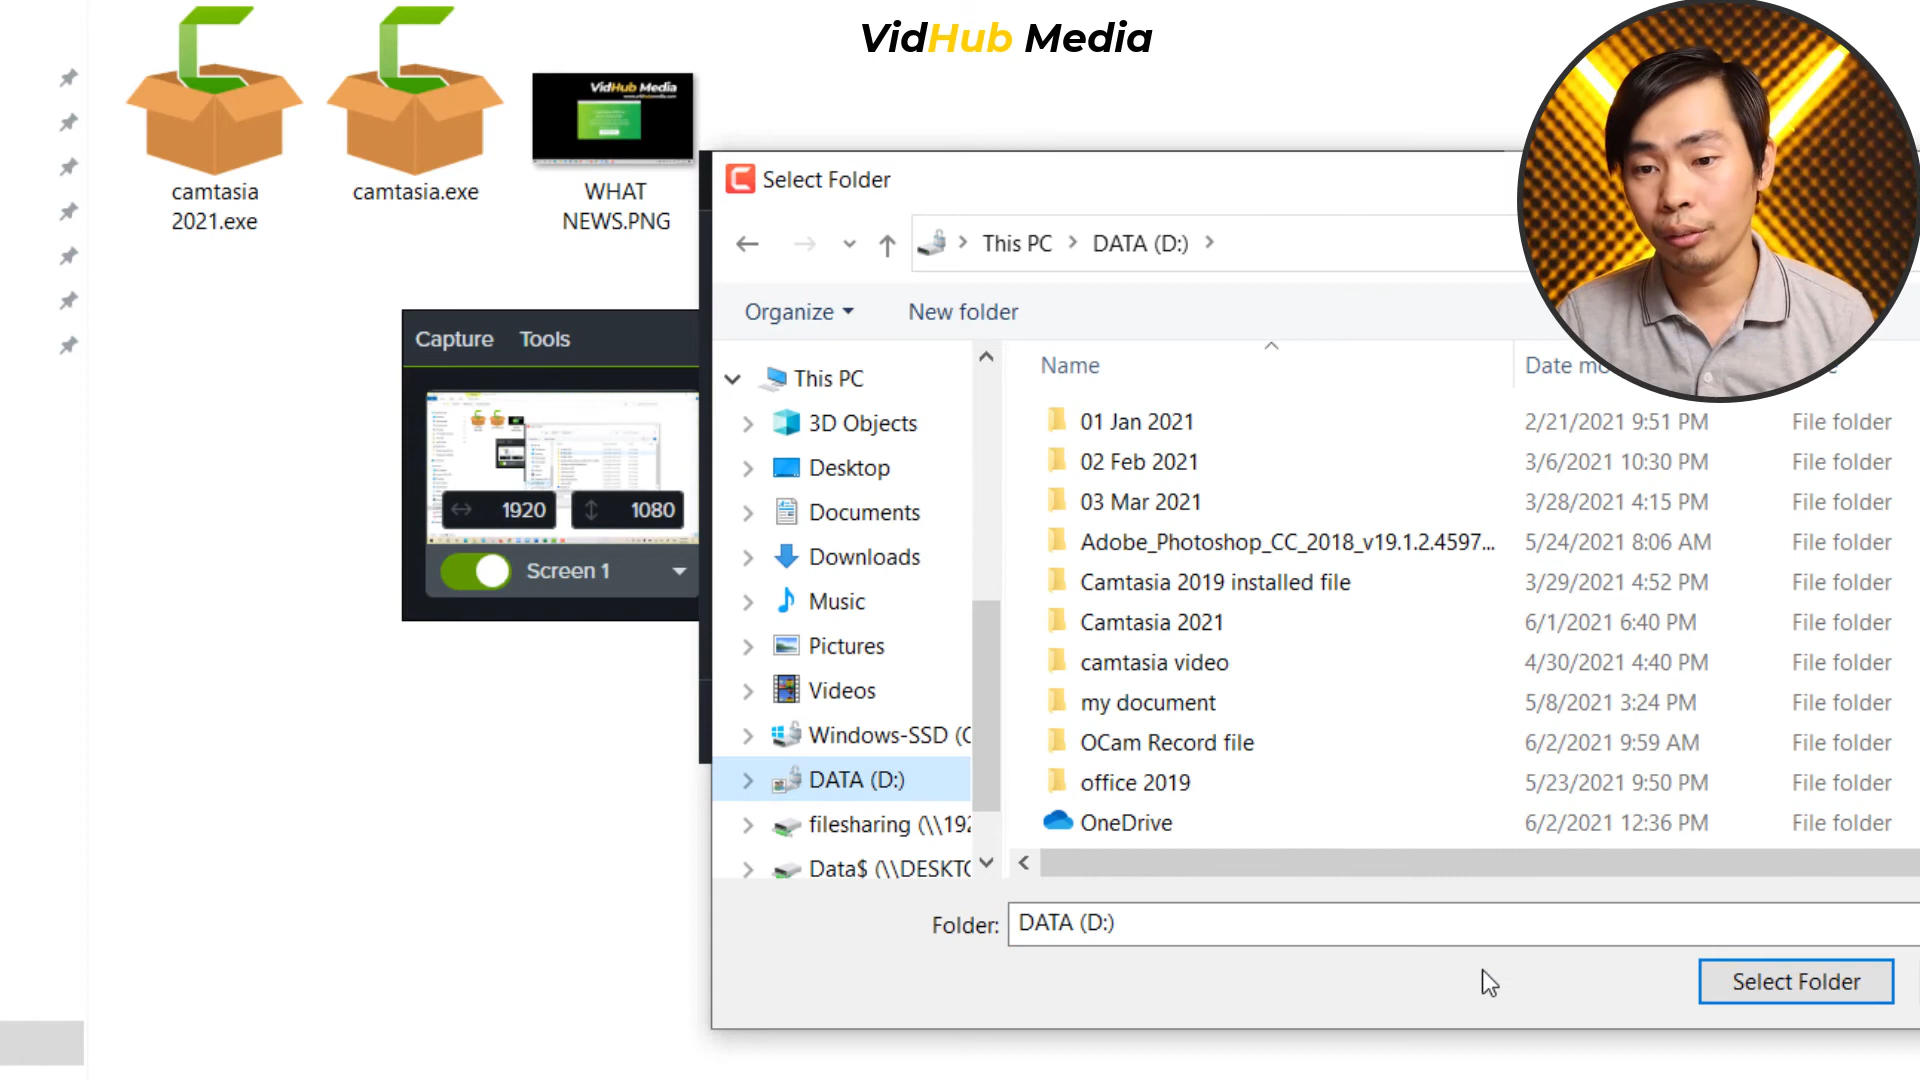 VidHub Media
camtasia
2021.exe
camtasia.exe
WHAT
NEWS.PNG
VidHub Media
Select Folder
This PC
DATA (D:)
Organize
New folder
Capture
Tools
1920
1080
Screen 1
This PC
3D Objects
Desktop
Documents
Downloads
Music
Pictures
Videos
Windows-SSD (C
DATA (D:)
filesharing (\\192
Data$ (\\DESKTO
Name
Date mo
01 Jan 2021 2/21/2021 9:51 PM File folder
02 Feb 2021 3/6/2021 10:30 PM File folder
03 Mar 2021 3/28/2021 4:15 PM File folder
Adobe_Photoshop_CC_2018_v19.1.2.4597... 5/24/2021 8:06 AM File folder
Camtasia 2019 installed file 3/29/2021 4:52 PM File folder
Camtasia 2021 6/1/2021 6:40 PM File folder
camtasia video 4/30/2021 4:40 PM File folder
my document 5/8/2021 3:24 PM File folder
OCam Record file 6/2/2021 9:59 AM File folder
office 2019 5/23/2021 9:50 PM File folder
OneDrive 6/2/2021 12:36 PM File folder
Folder: DATA (D:)
Select Folder